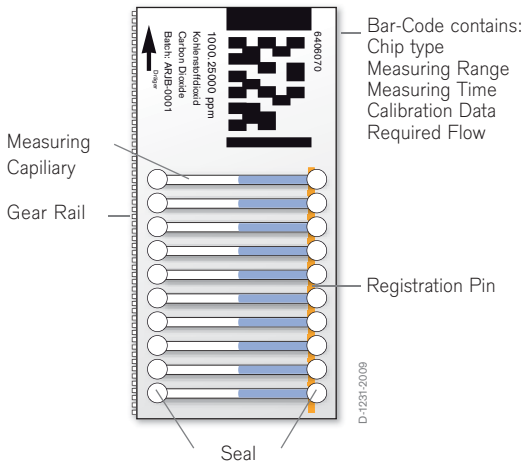 6406070
1000.25000 ppm
Kohlenstoffdioxid
Carbon Dioxide
Batch: ARJB-0001
Dräger
Bar-Code contains:
Chip type
Measuring Range
Measuring Time
Calibration Data
Required Flow
Measuring
Capiliary
Gear Rail
Registration Pin
D-1231-2009
Seal